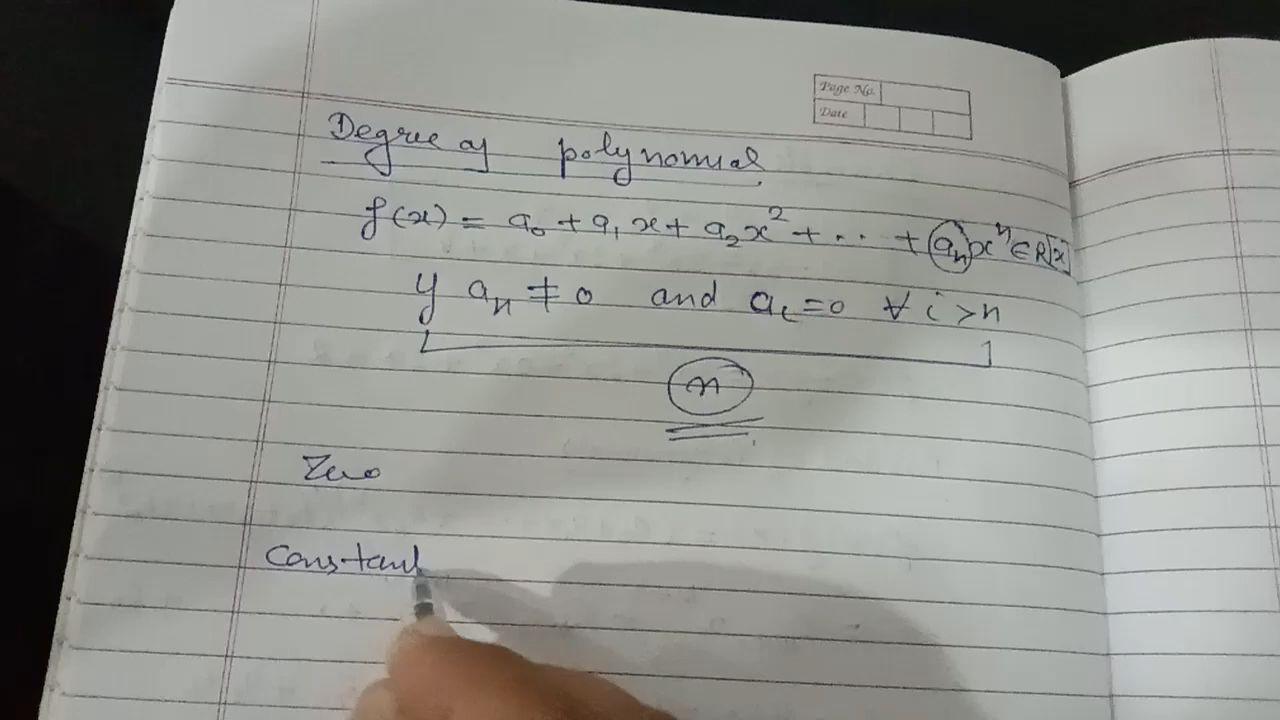 Page No.
Date
Degree of polynomial
f(x) = a₀ + a₁x + a₂x² + ... + aₙxⁿ ∈ R[x]
If aₙ ≠ 0 and aᵢ = 0 ∀ i > n
n
Zero
Constant